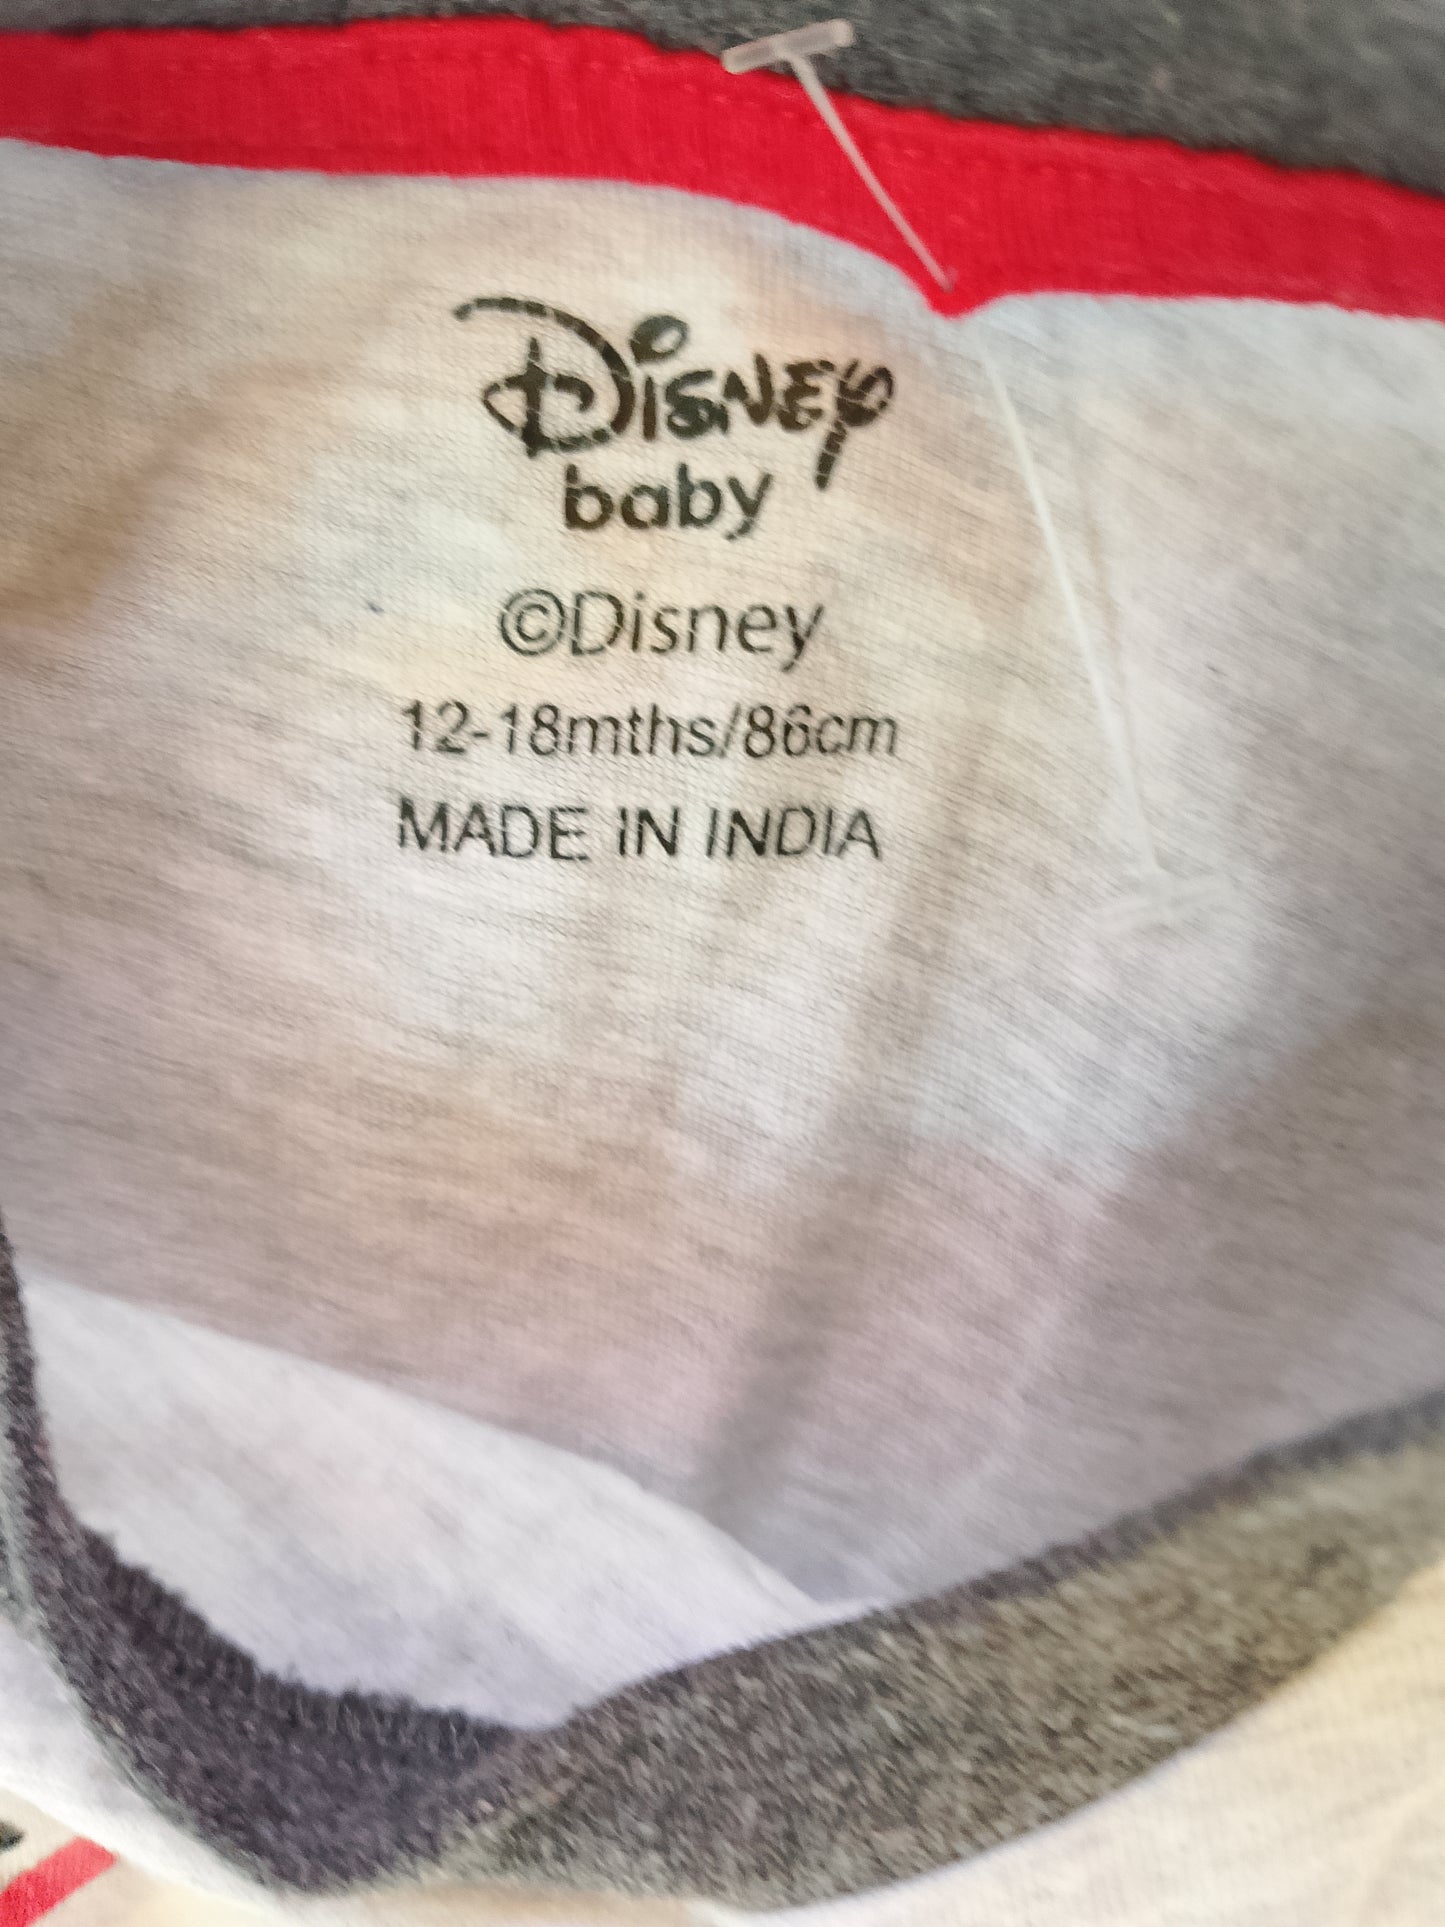 Disney
baby
©Disney
12-18mths/86cm
MADE IN INDIA